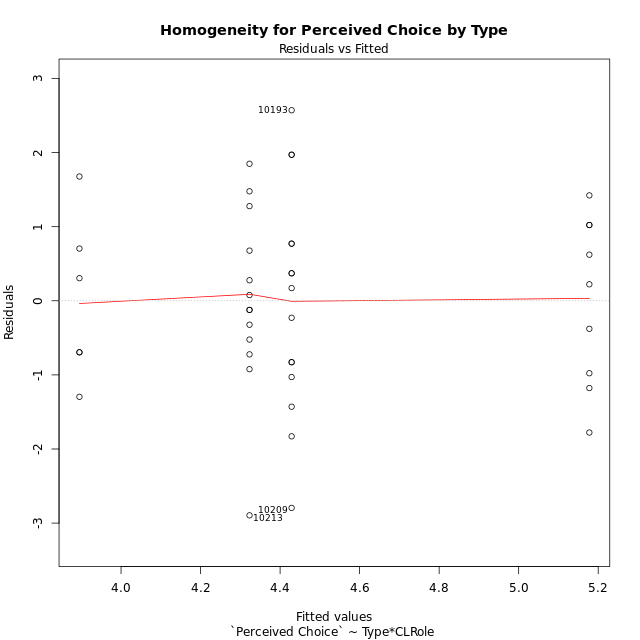 Homogeneity for Perceived Choice by Type
Residuals vs Fitted
3
2
1
0
-1
-2
-3
Residuals
10193
10209
10213
4.0 4.2 4.4 4.6 4.8 5.0 5.2
Fitted values
`Perceived Choice` ~ Type*CLRole